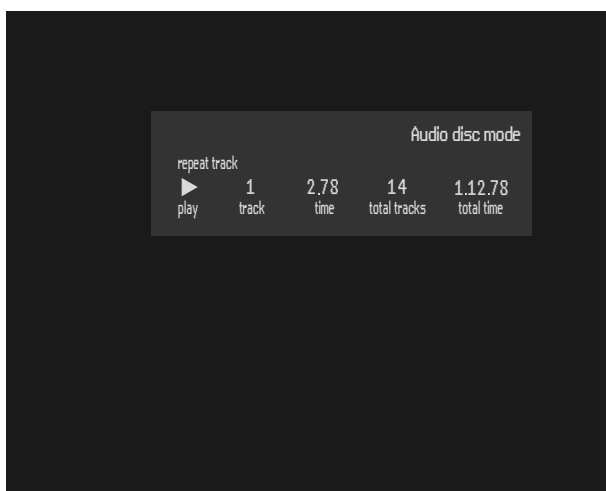 Audio disc mode
repeat track
1 2.78 14 1.12.78
play track time total tracks total time